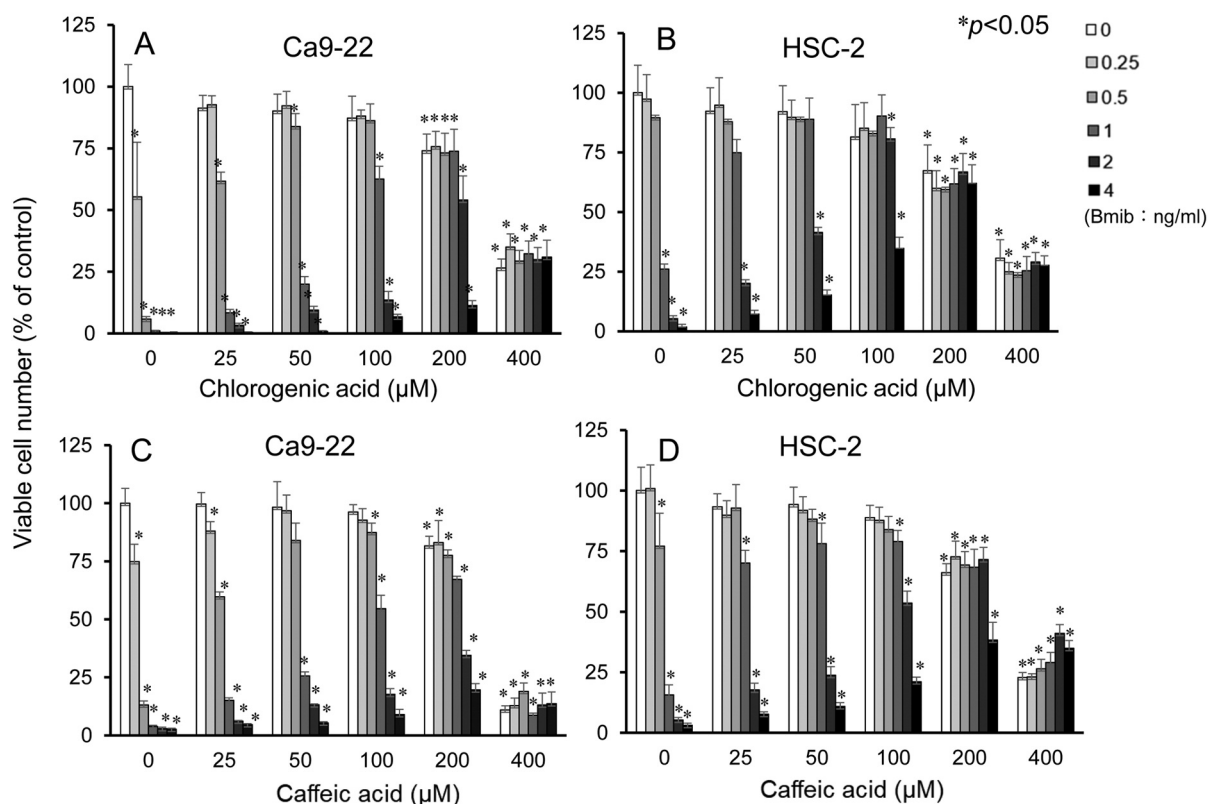 A
Ca9-22
125
100
75
50
25
0
0 25 50 100 200 400
Chlorogenic acid (µM)
B
HSC-2
125
100
75
50
25
0
0 25 50 100 200 400
Chlorogenic acid (µM)
*p<0.05
0
0.25
0.5
1
2
4
(Bmib：ng/ml)
Viable cell number (% of control)
C
Ca9-22
125
100
75
50
25
0
0 25 50 100 200 400
Caffeic acid (µM)
D
HSC-2
125
100
75
50
25
0
0 25 50 100 200 400
Caffeic acid (µM)